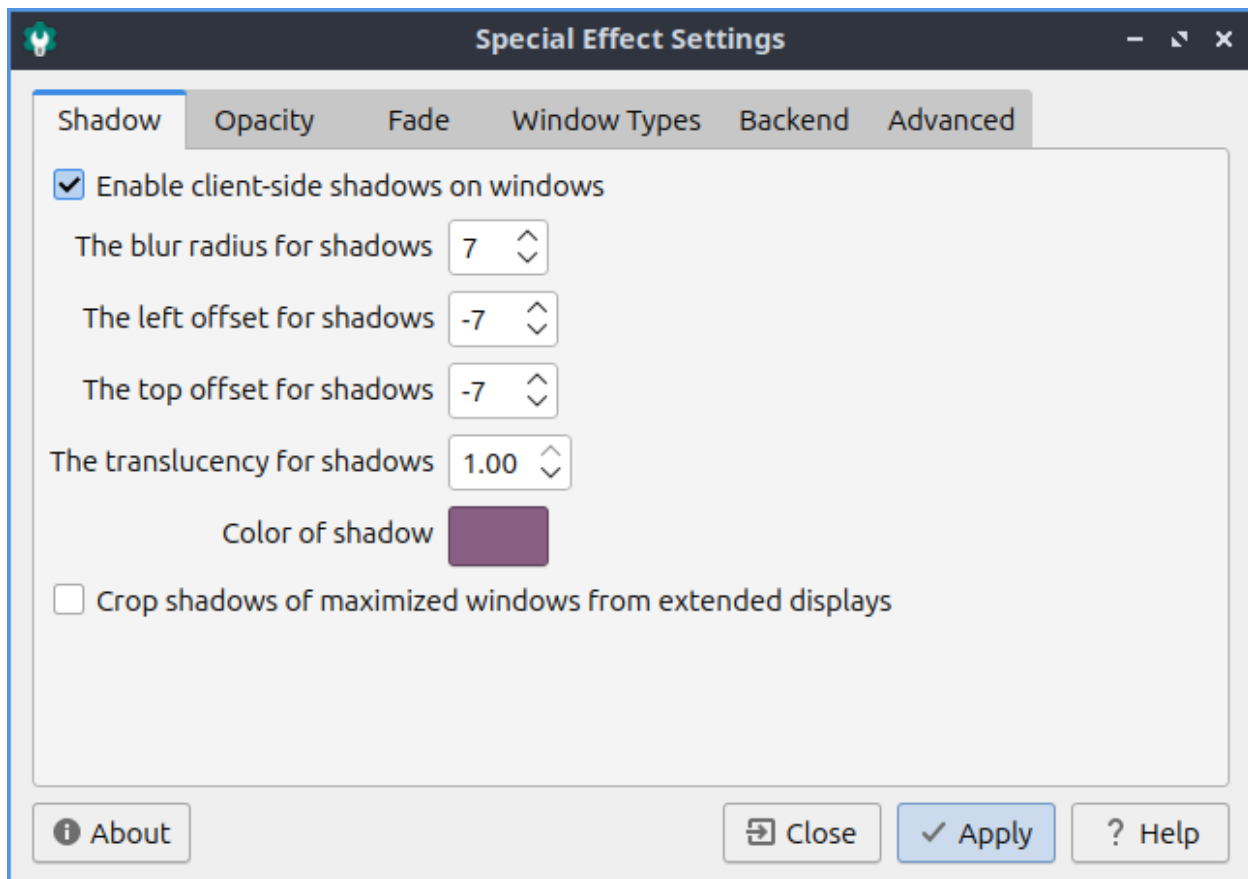 Special Effect Settings
Shadow Opacity Fade Window Types Backend Advanced
Enable client-side shadows on windows
The blur radius for shadows 7
The left offset for shadows -7
The top offset for shadows -7
The translucency for shadows 1.00
Color of shadow
Crop shadows of maximized windows from extended displays
About Close Apply ? Help